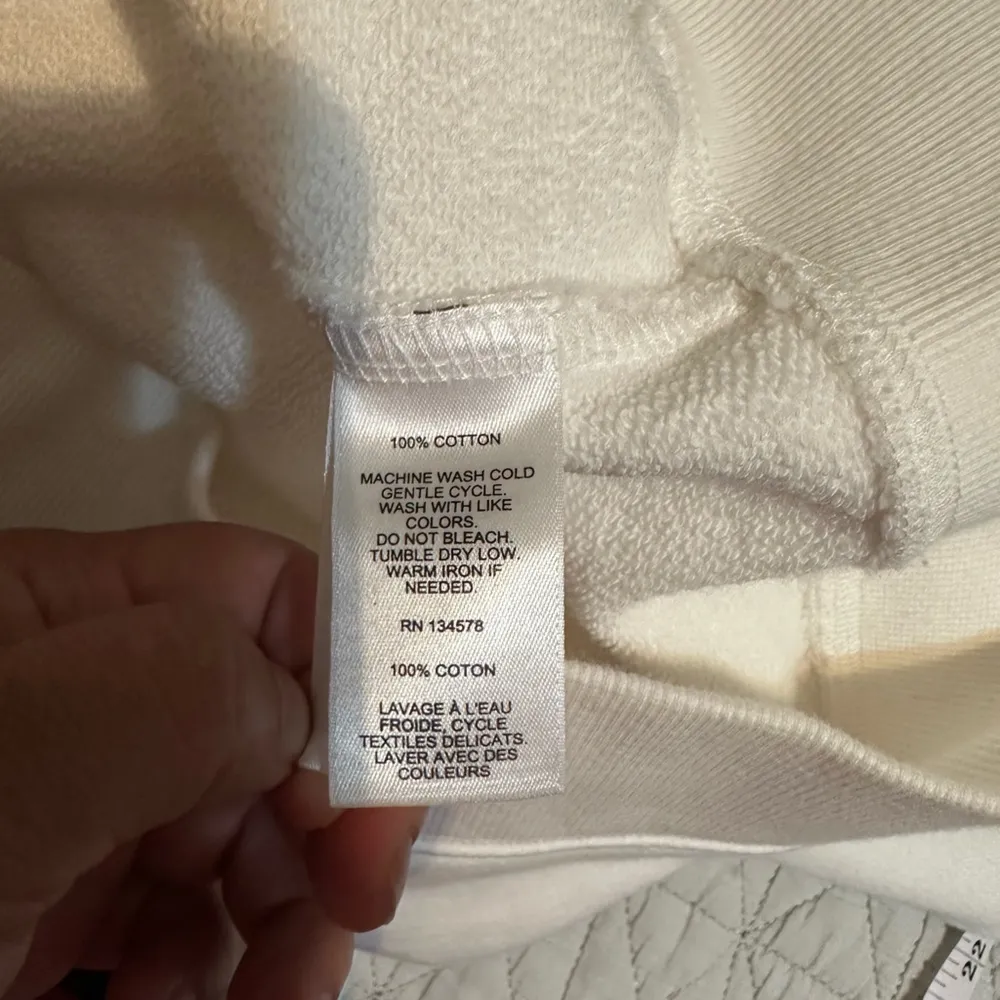 100% COTTON
MACHINE WASH COLD
GENTLE CYCLE.
WASH WITH LIKE
COLORS.
DO NOT BLEACH.
TUMBLE DRY LOW.
WARM IRON IF
NEEDED.
RN 134578
100% COTON
LAVAGE À L'EAU
FROIDE, CYCLE
TEXTILES DELICATS.
LAVER AVEC DES
COULEURS
22